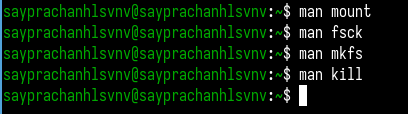 sayprachanhlsvnv@sayprachanhlsvnv:~$ man mount
sayprachanhlsvnv@sayprachanhlsvnv:~$ man fsck
sayprachanhlsvnv@sayprachanhlsvnv:~$ man mkfs
sayprachanhlsvnv@sayprachanhlsvnv:~$ man kill
sayprachanhlsvnv@sayprachanhlsvnv:~$